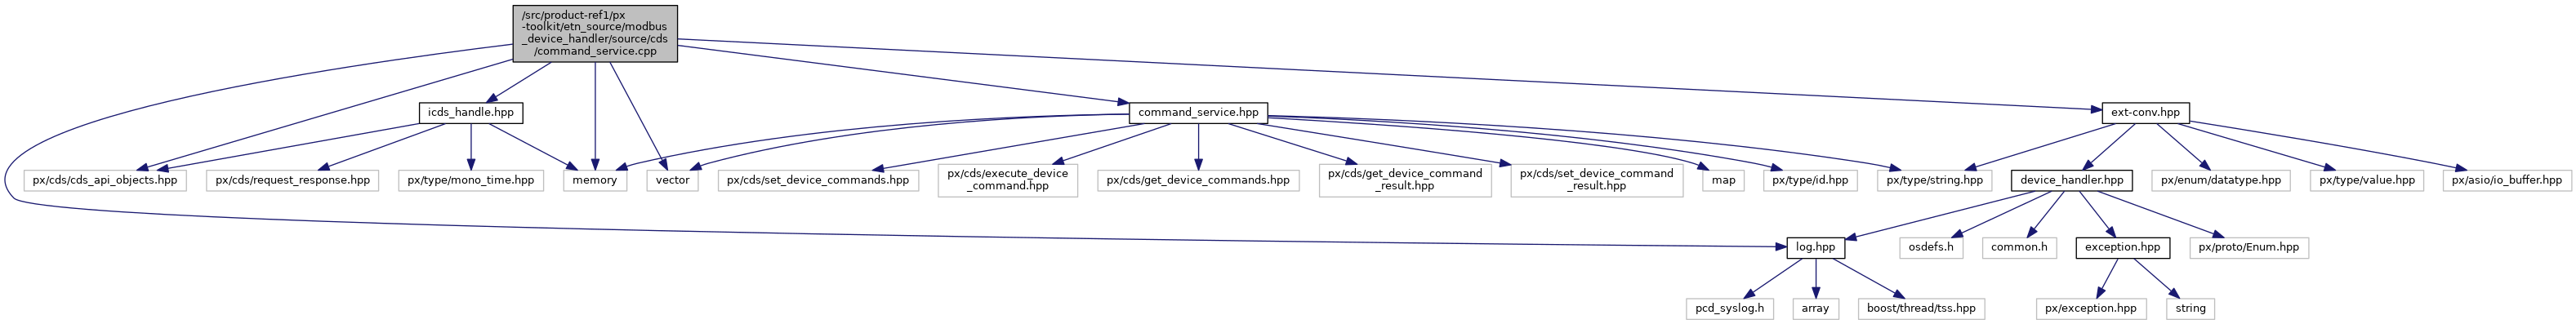 /src/product-ref1/px
-toolkit/etn_source/modbus
_device_handler/source/cds
/command_service.cpp
icds_handle.hpp
command_service.hpp
ext-conv.hpp
px/cds/cds_api_objects.hpp
px/cds/request_response.hpp
px/type/mono_time.hpp
memory
vector
px/cds/set_device_commands.hpp
px/cds/execute_device
_command.hpp
px/cds/get_device_commands.hpp
px/cds/get_device_command
_result.hpp
px/cds/set_device_command
_result.hpp
map
px/type/id.hpp
px/type/string.hpp
device_handler.hpp
px/enum/datatype.hpp
px/type/value.hpp
px/asio/io_buffer.hpp
log.hpp
osdefs.h
common.h
exception.hpp
px/proto/Enum.hpp
pcd_syslog.h
array
boost/thread/tss.hpp
px/exception.hpp
string